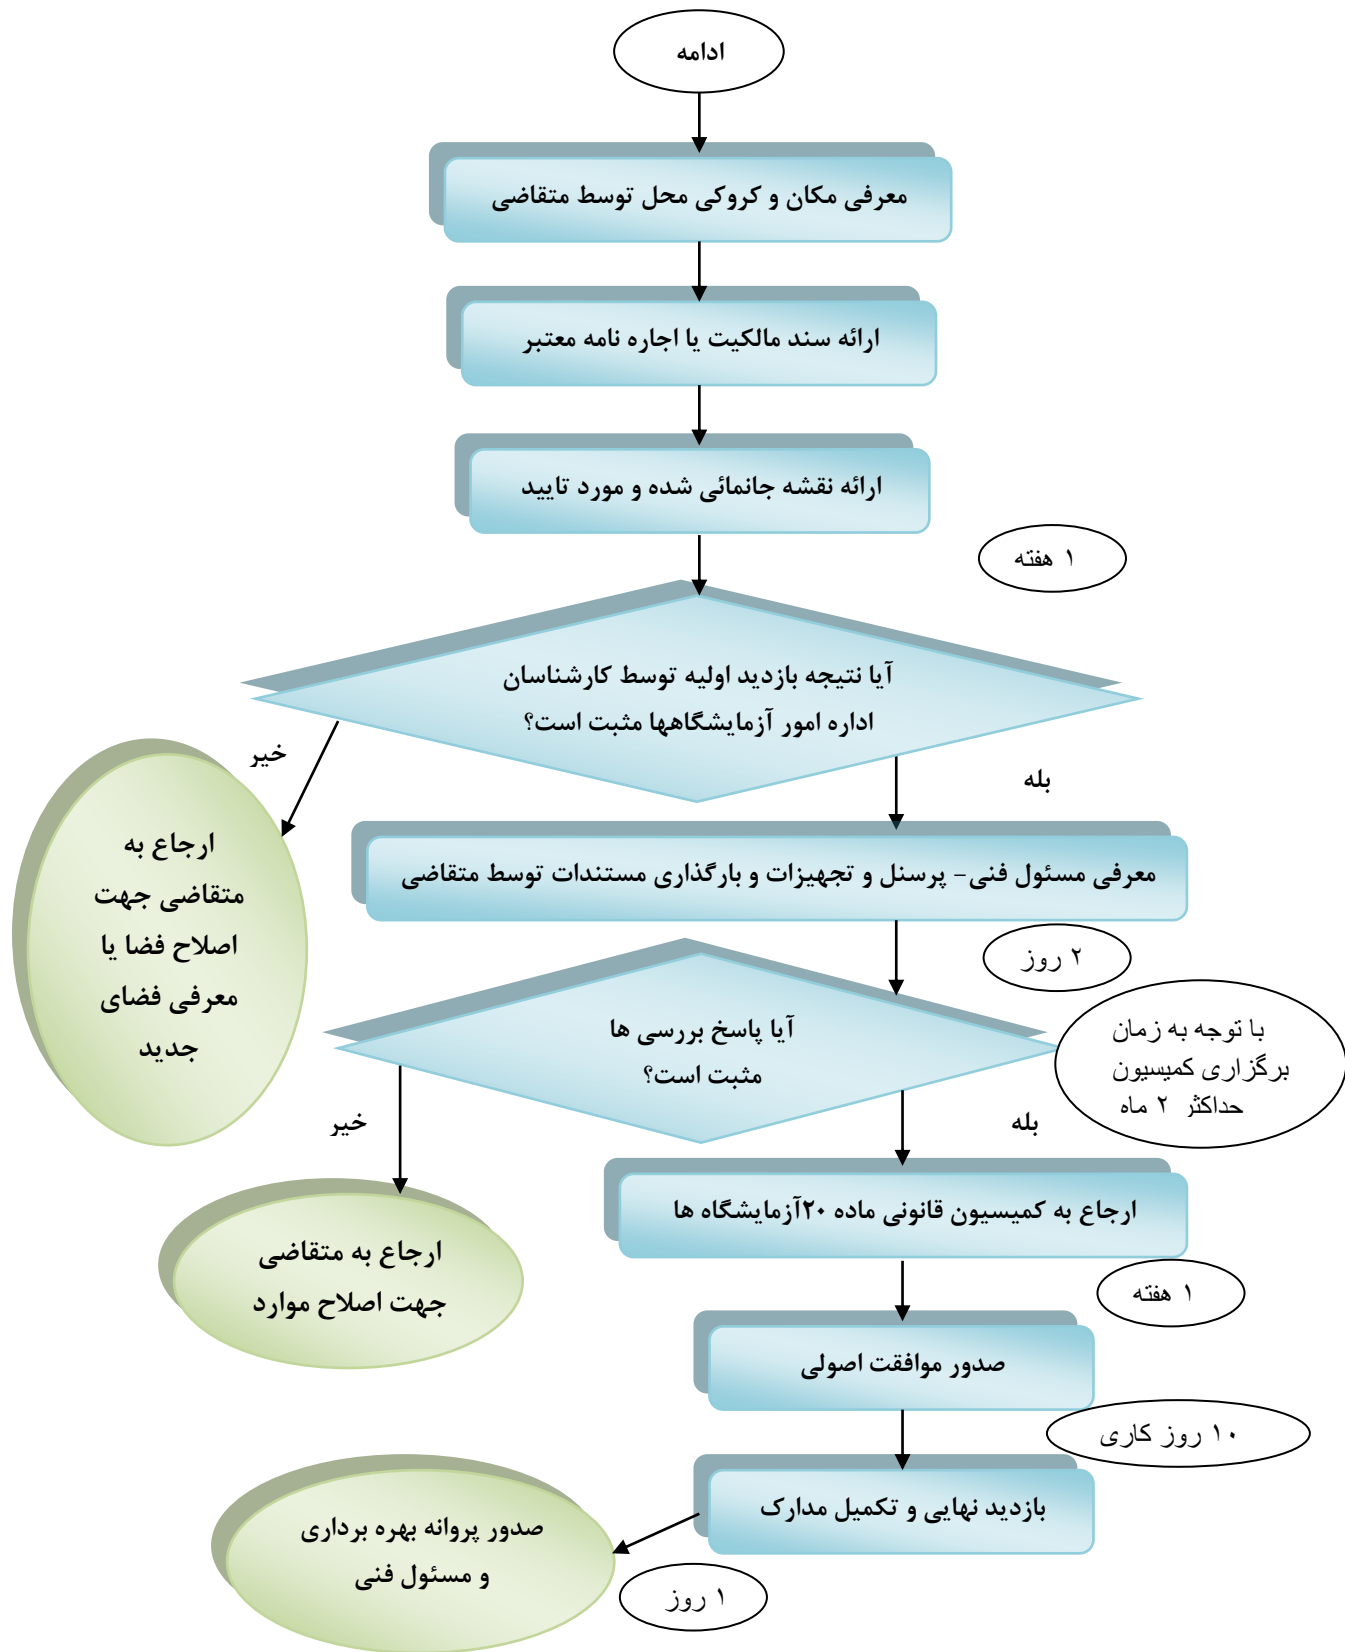 ادامه
معرفی مکان و کروکی محل توسط متقاضی
ارائه سند مالکیت یا اجاره نامه معتبر
ارائه نقشه جانمائی شده و مورد تایید
۱ هفته
آیا نتیجه بازدید اولیه توسط کارشناسان
اداره امور آزمایشگاهها مثبت است؟
خیر
بله
ارجاع به
متقاضی جهت
اصلاح فضا یا
معرفی فضای
جدید
معرفی مسئول فنی- پرسنل و تجهیزات و بارگذاری مستندات توسط متقاضی
۲ روز
آیا پاسخ بررسی ها
مثبت است؟
با توجه به زمان
برگزاری کمیسیون
حداکثر ۲ ماه
خیر
بله
ارجاع به کمیسیون قانونی ماده ۲۰آزمایشگاه ها
ارجاع به متقاضی
جهت اصلاح موارد
۱ هفته
صدور موافقت اصولی
۱۰ روز کاری
بازدید نهایی و تکمیل مدارک
صدور پروانه بهره برداری
و مسئول فنی
۱ روز